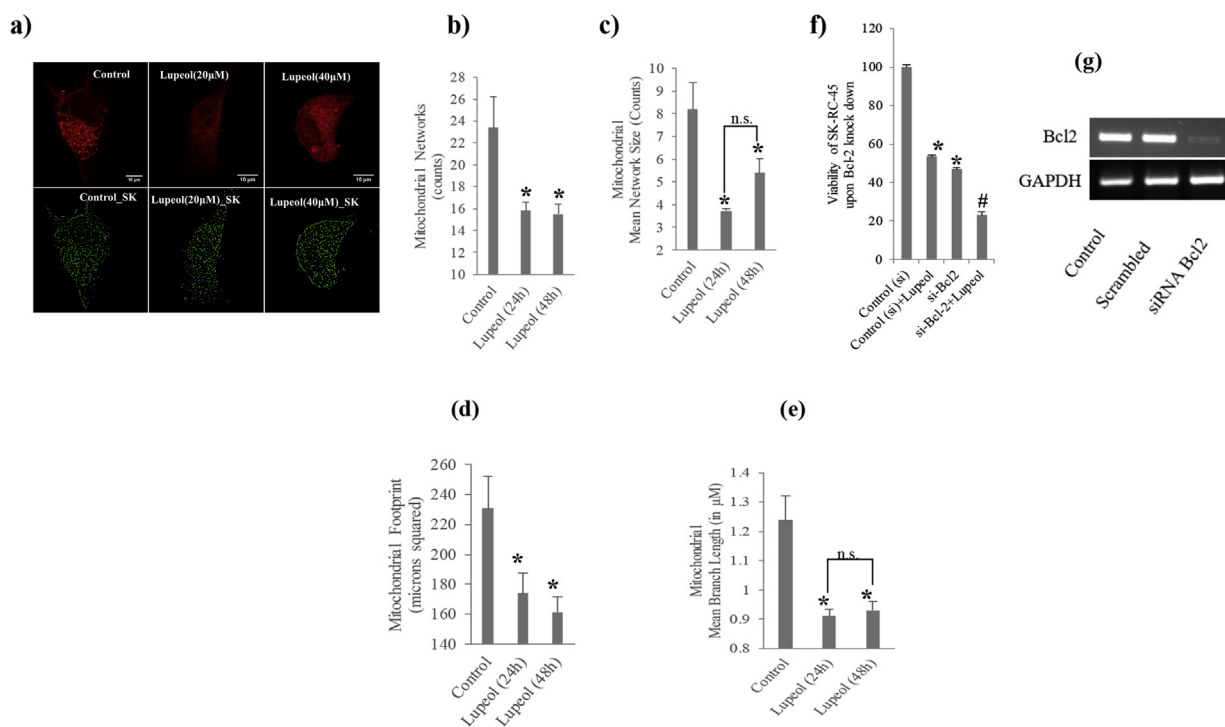 a)
Control
Lupeol(20μM)
Lupeol(40μM)
10 μm
10 μm
10 μm
Control_SK
Lupeol(20μM)_SK
Lupeol(40μM)_SK
b)
Mitochondrial Networks
(counts)
28
26
24
22
20
18
16
14
12
10
*
*
Control
Lupeol (24h)
Lupeol (48h)
c)
Mitochondrial
Mean Network Size (Counts)
10
9
8
7
6
5
4
3
2
n.s.
*
*
Control
Lupeol (24h)
Lupeol (48h)
f)
Viability of SK-RC-45
upon Bcl-2 knock down
120
100
80
60
40
20
0
*
*
#
Control (si)
Control (si)+Lupeol
si-Bcl2
si-Bcl-2+Lupeol
(g)
Bcl2
GAPDH
Control
Scrambled
siRNA Bcl2
(d)
Mitochondrial Footprint
(microns squared)
260
240
220
200
180
160
140
*
*
Control
Lupeol (24h)
Lupeol (48h)
(e)
Mitochondrial
Mean Branch Length (in μM)
1.4
1.3
1.2
1.1
1
0.9
0.8
n.s.
*
*
Control
Lupeol (24h)
Lupeol (48h)